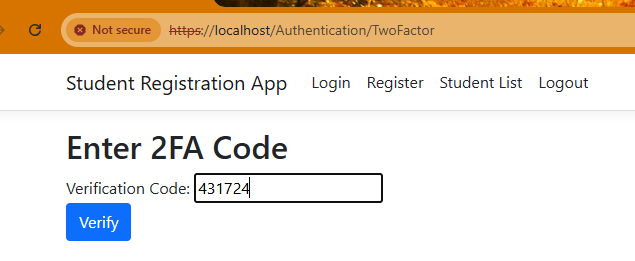 Not secure https://localhost/Authentication/TwoFactor
Student Registration App Login Register Student List Logout
Enter 2FA Code
Verification Code: 431724
Verify